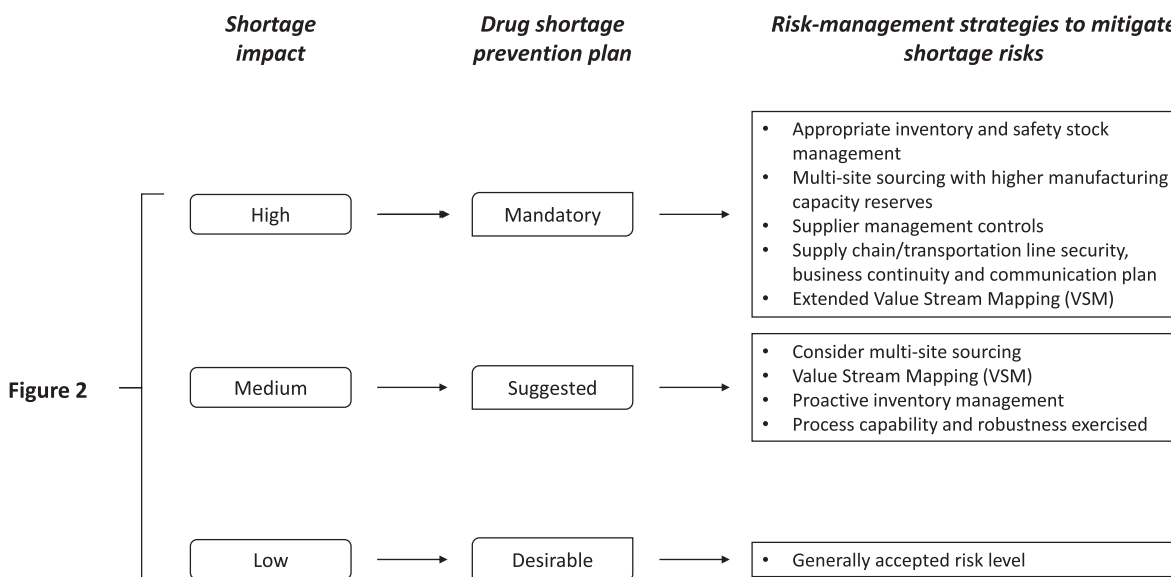 Shortage
impact
Drug shortage
prevention plan
Risk-management strategies to mitigate
shortage risks
High
Mandatory
• Appropriate inventory and safety stock
management
• Multi-site sourcing with higher manufacturing
capacity reserves
• Supplier management controls
• Supply chain/transportation line security,
business continuity and communication plan
• Extended Value Stream Mapping (VSM)
Figure 2
Medium
Suggested
• Consider multi-site sourcing
• Value Stream Mapping (VSM)
• Proactive inventory management
• Process capability and robustness exercised
Low
Desirable
• Generally accepted risk level